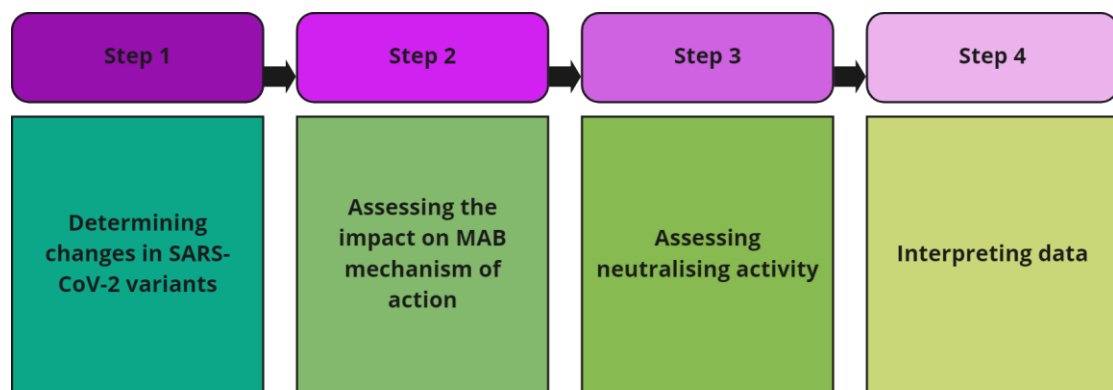 Step 1
Step 2
Step 3
Step 4
Determining
changes in SARS-
CoV-2 variants
Assessing the
impact on MAB
mechanism of
action
Assessing
neutralising activity
Interpreting data